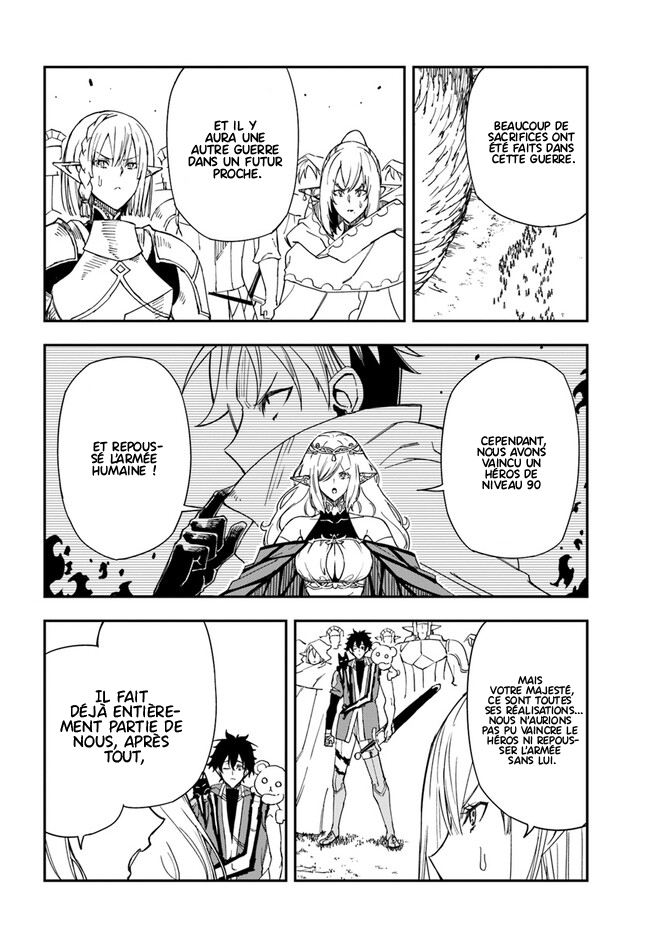 BEAUCOUP DE
SACRIFICES ONT
ÉTÉ FAITS DANS
CETTE GUERRE.
ET IL Y
AURA UNE
AUTRE GUERRE
DANS UN FUTUR
PROCHE.
CEPENDANT,
NOUS AVONS
VAINCU UN
HÉROS DE
NIVEAU 90
ET REPOUS-
SÉ L'ARMÉE
HUMAINE !
MAIS
VOTRE MAJESTÉ,
CE SONT TOUTES
SES RÉALISATIONS...
NOUS N'AURIONS
PAS PU VAINCRE LE
HÉROS NI REPOUS-
SER L'ARMÉE
SANS LUI.
IL FAIT
DÉJÀ ENTIÈRE-
MENT PARTIE DE
NOUS, APRÈS
TOUT,